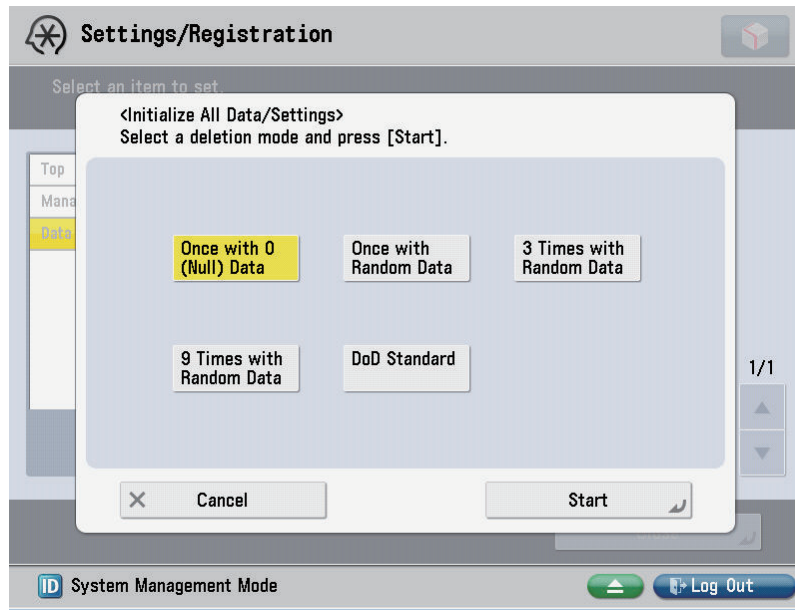 Settings/Registration
Select an item to set.
<Initialize All Data/Settings>
Select a deletion mode and press [Start].
Top
Mana
Data
Once with 0
(Null) Data
Once with
Random Data
3 Times with
Random Data
9 Times with
Random Data
DoD Standard
1/1
Cancel
Start
ID System Management Mode
Log Out